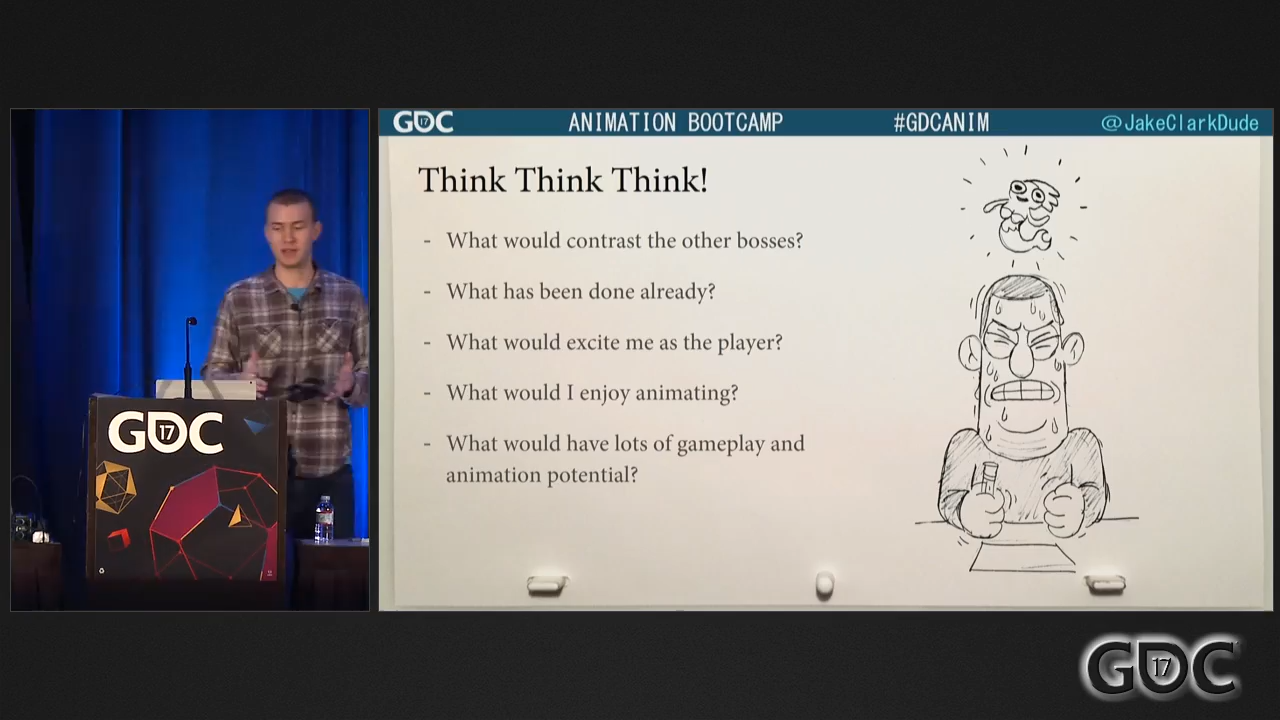 GDC 17
ANIMATION BOOTCAMP
#GDCANIM
@JakeClarkDude
Think Think Think!
- What would contrast the other bosses?
- What has been done already?
- What would excite me as the player?
- What would I enjoy animating?
- What would have lots of gameplay and
animation potential?
GDC 17
GDC 17